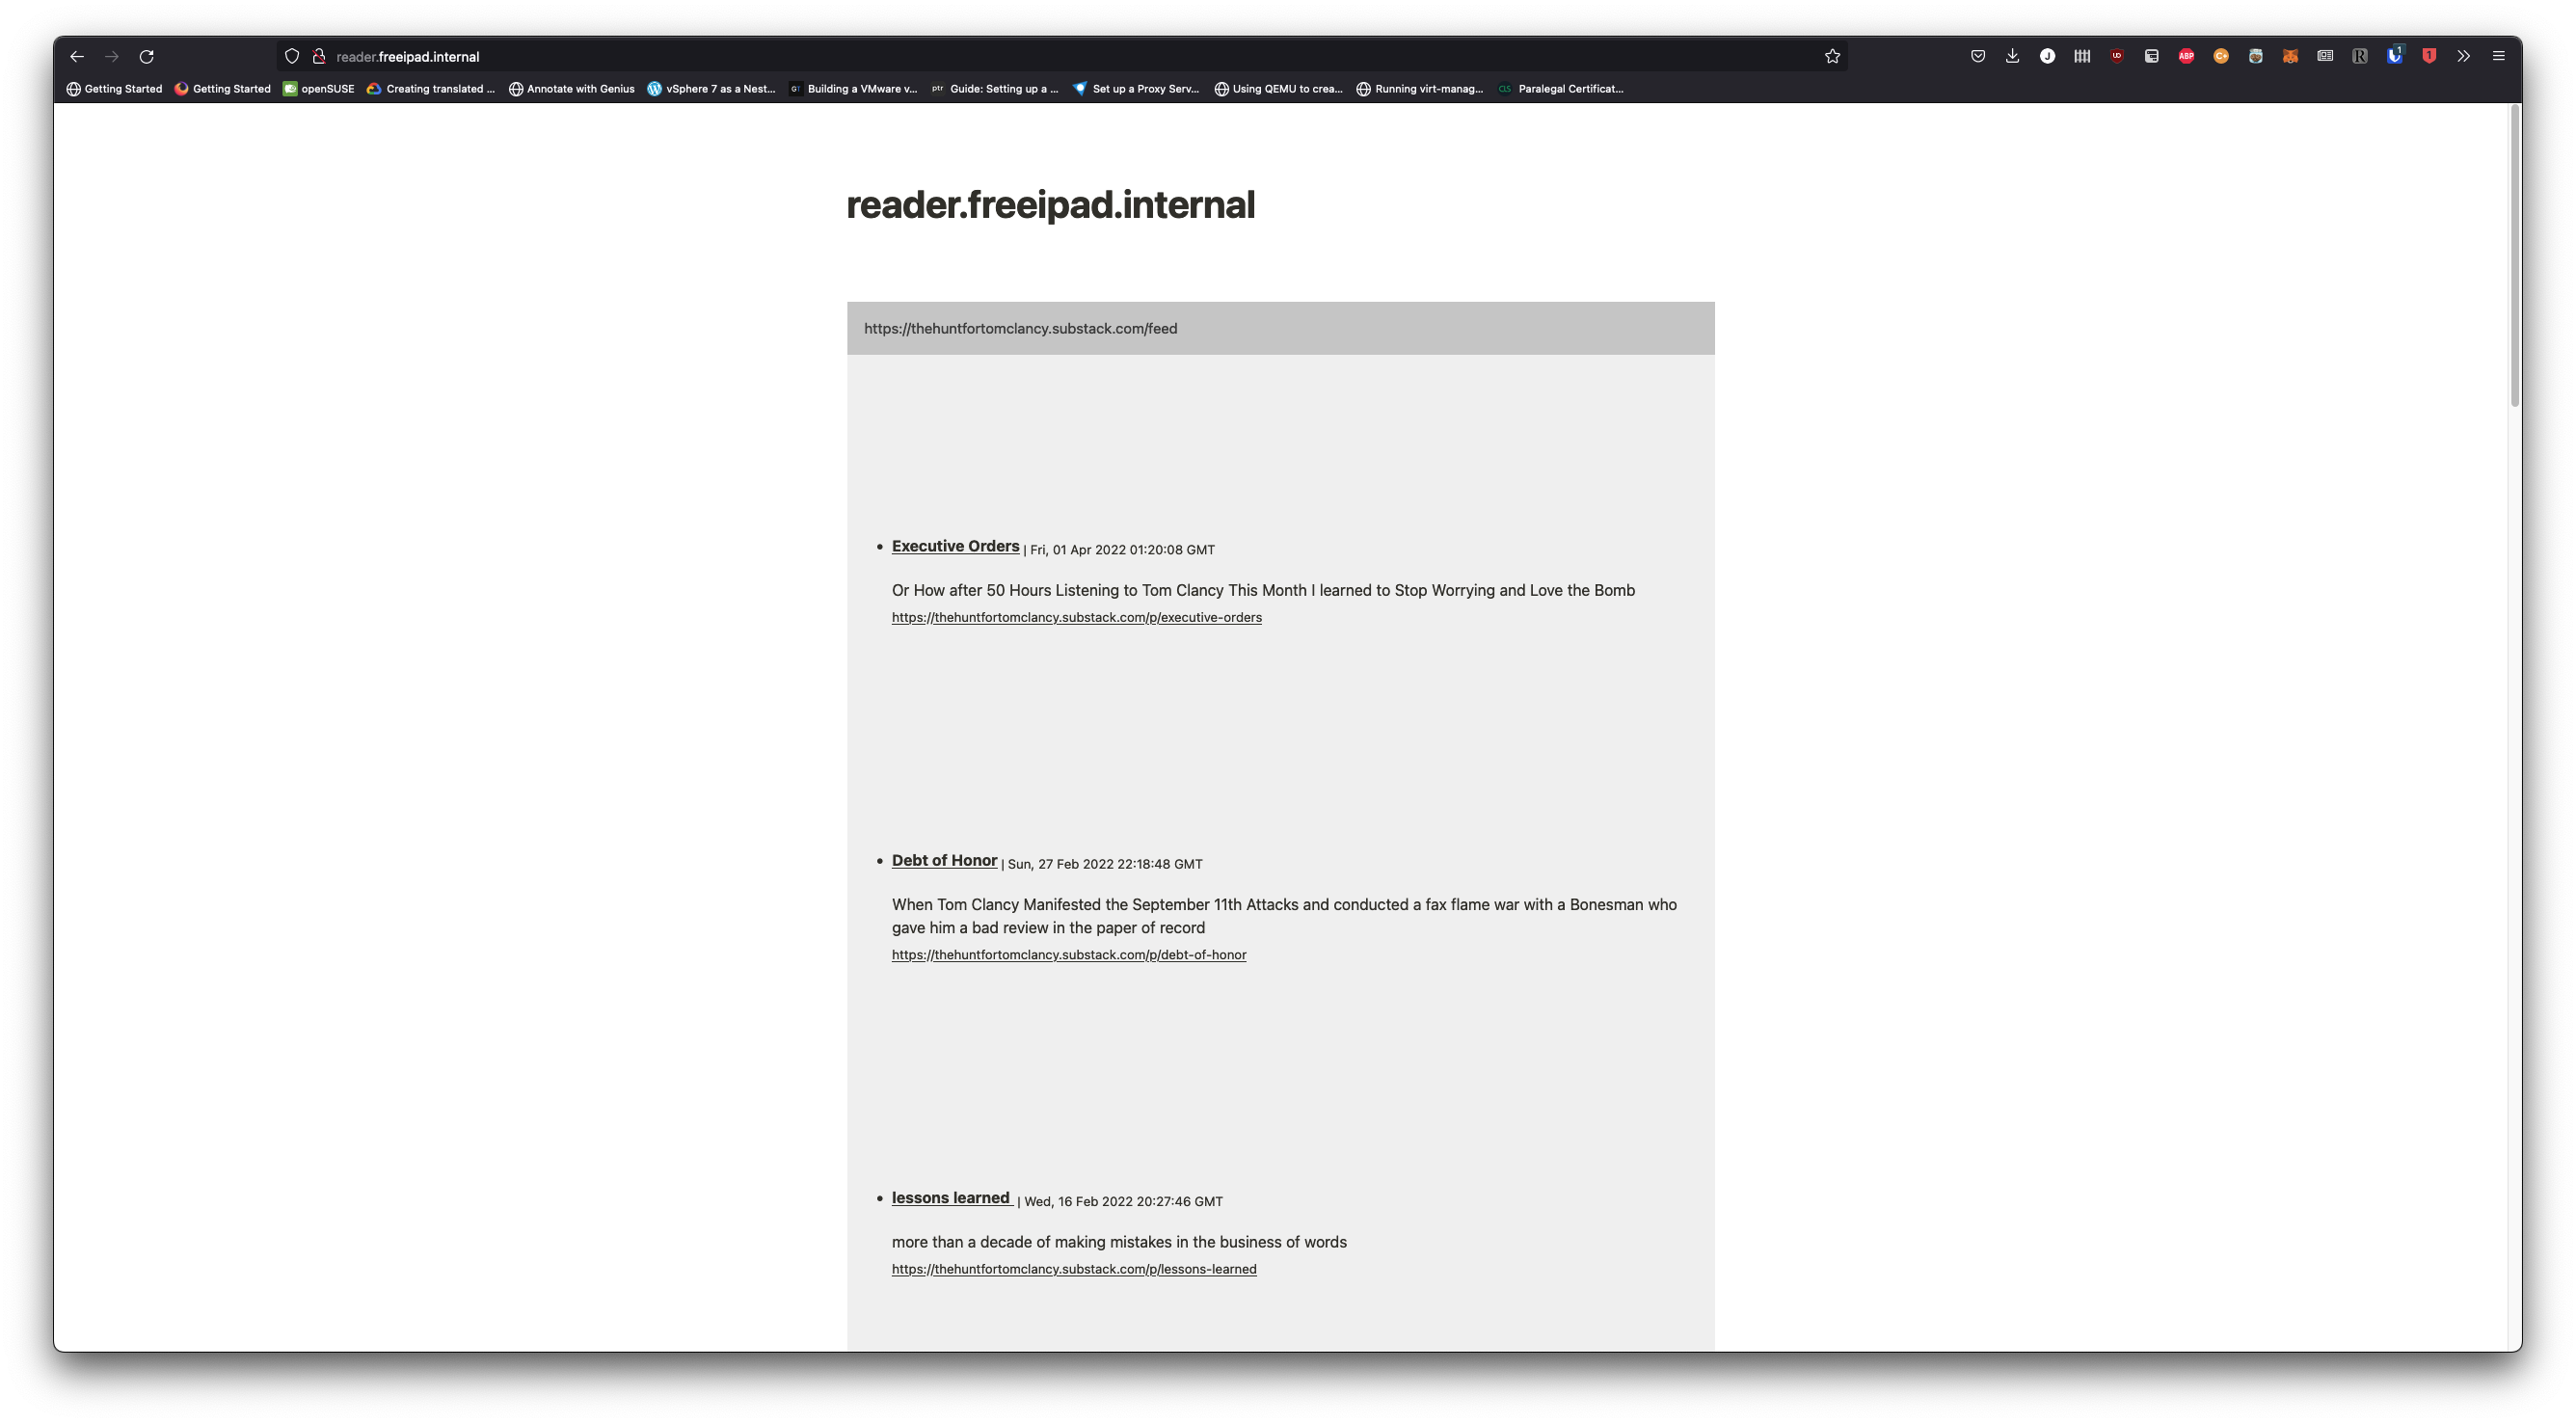 reader.freeipad.internal
1
1
Getting Started
Getting Started
openSUSE
Creating translated ...
Annotate with Genius
vSphere 7 as a Nest...
GT Building a VMware v...
ptr Guide: Setting up a ...
Set up a Proxy Serv...
Using QEMU to crea...
Running virt-manag...
CLS Paralegal Certificat...
reader.freeipad.internal
https://thehuntfortomclancy.substack.com/feed
• Executive Orders | Fri, 01 Apr 2022 01:20:08 GMT
Or How after 50 Hours Listening to Tom Clancy This Month I learned to Stop Worrying and Love the Bomb
https://thehuntfortomclancy.substack.com/p/executive-orders
• Debt of Honor | Sun, 27 Feb 2022 22:18:48 GMT
When Tom Clancy Manifested the September 11th Attacks and conducted a fax flame war with a Bonesman who
gave him a bad review in the paper of record
https://thehuntfortomclancy.substack.com/p/debt-of-honor
• lessons learned | Wed, 16 Feb 2022 20:27:46 GMT
more than a decade of making mistakes in the business of words
https://thehuntfortomclancy.substack.com/p/lessons-learned